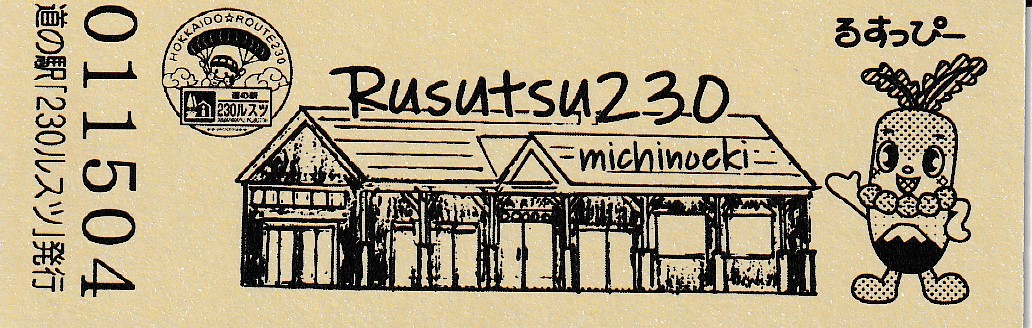 011504
道の駅「230ルスツ」発行
HOKKAIDO☆ROUTE230
道の駅
230ルスツ
Rusutsu230
-michinoeki-
るすっぴー